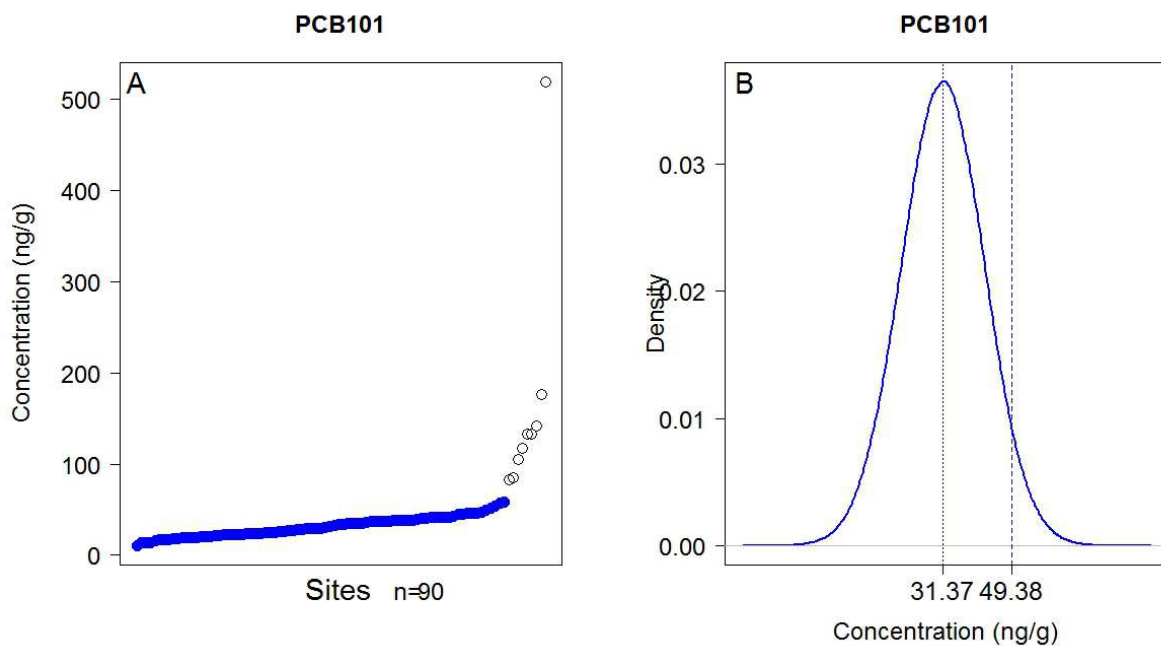 PCB101
A
500
400
300
200
100
0
Concentration (ng/g)
Sites n=90
PCB101
B
0.03
0.02
0.01
0.00
Density
31.37 49.38
Concentration (ng/g)